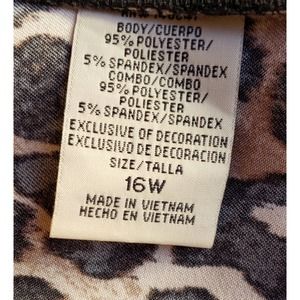 BODY/CUERPO
95% POLYESTER/
POLIESTER
5% SPANDEX/SPANDEX
COMBO/COMBO
95% POLYESTER/
POLIESTER
5% SPANDEX/SPANDEX
EXCLUSIVE OF DECORATION
EXCLUSIVO DE DECORACION
SIZE/TALLA
16W
MADE IN VIETNAM
HECHO EN VIETNAM